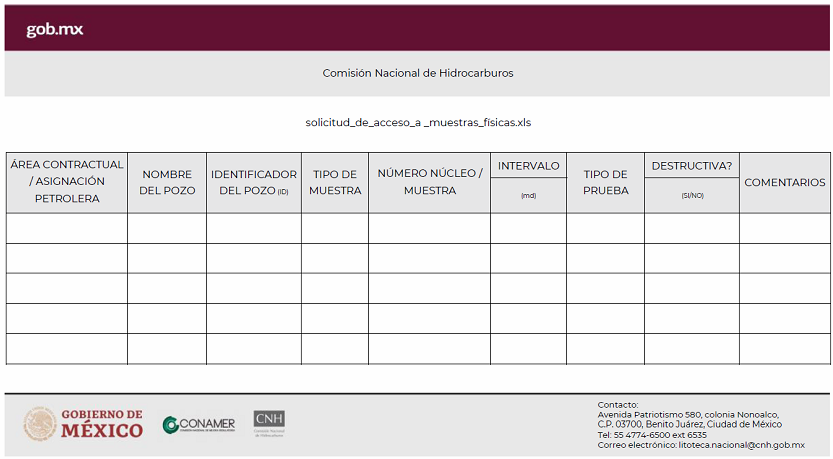 gob.mx
Comisión Nacional de Hidrocarburos
solicitud_de_acceso_a _muestras_físicas.xls
ÁREA CONTRACTUAL
/ ASIGNACIÓN
PETROLERA
NOMBRE
DEL POZO
IDENTIFICADOR
DEL POZO (ID)
TIPO DE
MUESTRA
NÚMERO NÚCLEO /
MUESTRA
INTERVALO
(md)
TIPO DE
PRUEBA
DESTRUCTIVA?
(SI/NO)
COMENTARIOS
GOBIERNO DE
MÉXICO
CONAMER
CNH
Comisión Nacional
de Hidrocarburos
Contacto:
Avenida Patriotismo 580, colonia Nonoalco,
C.P. 03700, Benito Juárez, Ciudad de México
Tel: 55 4774-6500 ext 6535
Correo electrónico: litoteca.nacional@cnh.gob.mx